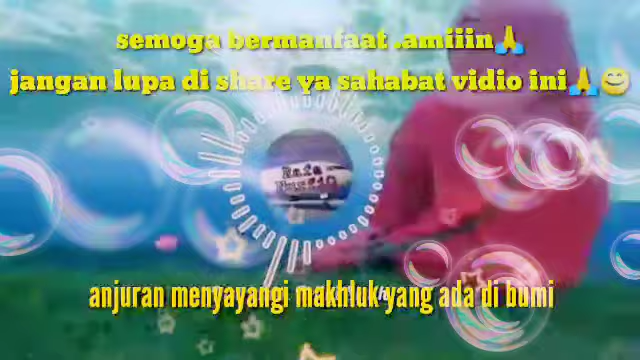 semoga bermanfaat .amiiin🙏
jangan lupa di share ya sahabat vidio ini🙏😊
anjuran menyayangi makhluk yang ada di bumi